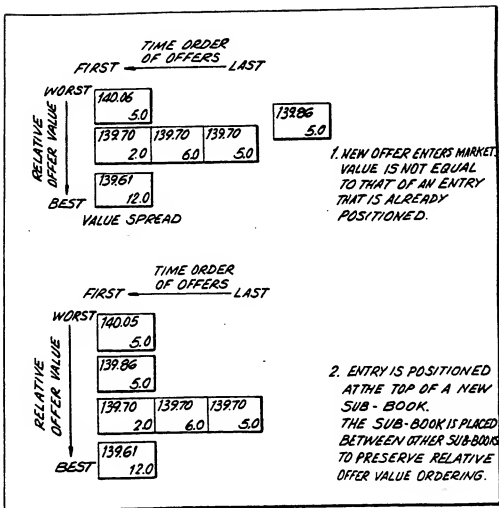 TIME ORDER
OF OFFERS
FIRST LAST
WORST
RELATIVE
OFFER VALUE
BEST
140.06
5.0
139.86
5.0
139.70 139.70 139.70
2.0 6.0 5.0
139.61
12.0
VALUE SPREAD
1. NEW OFFER ENTERS MARKET.
VALUE IS NOT EQUAL
TO THAT OF AN ENTRY
THAT IS ALREADY
POSITIONED.
TIME ORDER
OF OFFERS
FIRST LAST
WORST
RELATIVE
OFFER VALUE
BEST
140.05
5.0
139.86
5.0
139.70 139.70 139.70
2.0 6.0 5.0
139.61
12.0
2. ENTRY IS POSITIONED
AT THE TOP OF A NEW
SUB-BOOK.
THE SUB-BOOK IS PLACED
BETWEEN OTHER SUB-BOOKS
TO PRESERVE RELATIVE
OFFER VALUE ORDERING.